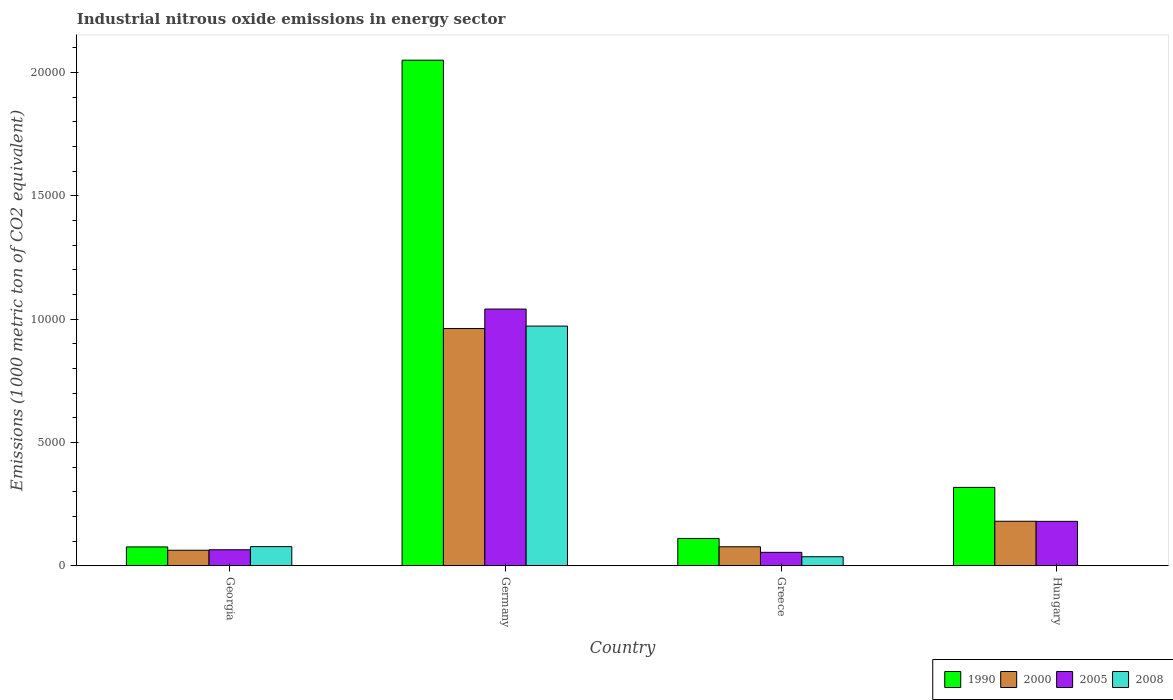 Industrial nitrous oxide emissions in energy sector
Emissions (1000 metric ton of CO2 equivalent)
20000
15000
10000
5000
0
Georgia
Germany
Greece
Hungary
Country
1990
2000
2005
2008